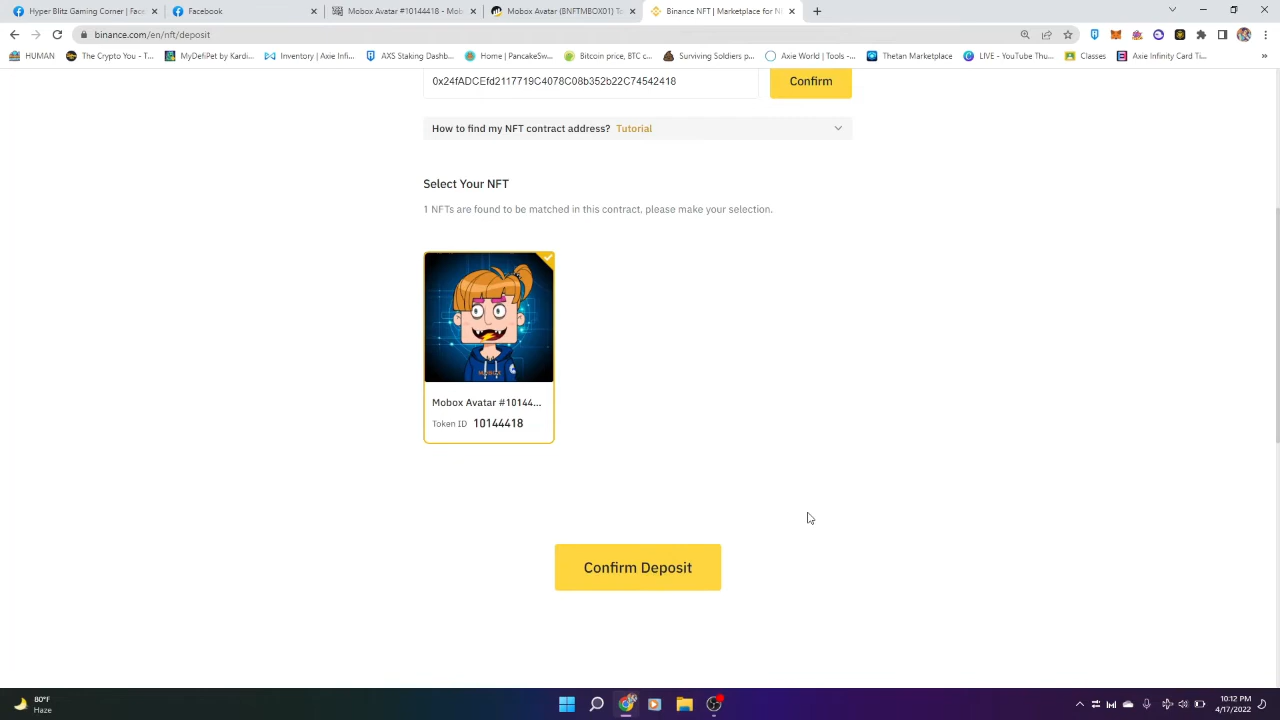 Hyper Blitz Gaming Corner | Face
Facebook
Mobox Avatar #10144418 - Mobo
Mobox Avatar (BNFTMBOX01) To
Binance NFT | Marketplace for N
binance.com/en/nft/deposit
HUMAN
The Crypto You - T...
MyDefiPet by Kardi...
Inventory | Axie Infi...
AXS Staking Dashb...
Home | PancakeSw...
Bitcoin price, BTC c...
Surviving Soldiers p...
Axie World | Tools -...
Thetan Marketplace
LIVE - YouTube Thu...
Classes
Axie Infinity Card Ti...
0x24fADCEfd2117719C4078C08b352b22C74542418
Confirm
How to find my NFT contract address? Tutorial
Select Your NFT
1 NFTs are found to be matched in this contract. please make your selection.
MOBOX
Mobox Avatar #10144...
Token ID 10144418
Confirm Deposit
80°F
Haze
10:12 PM
4/17/2022